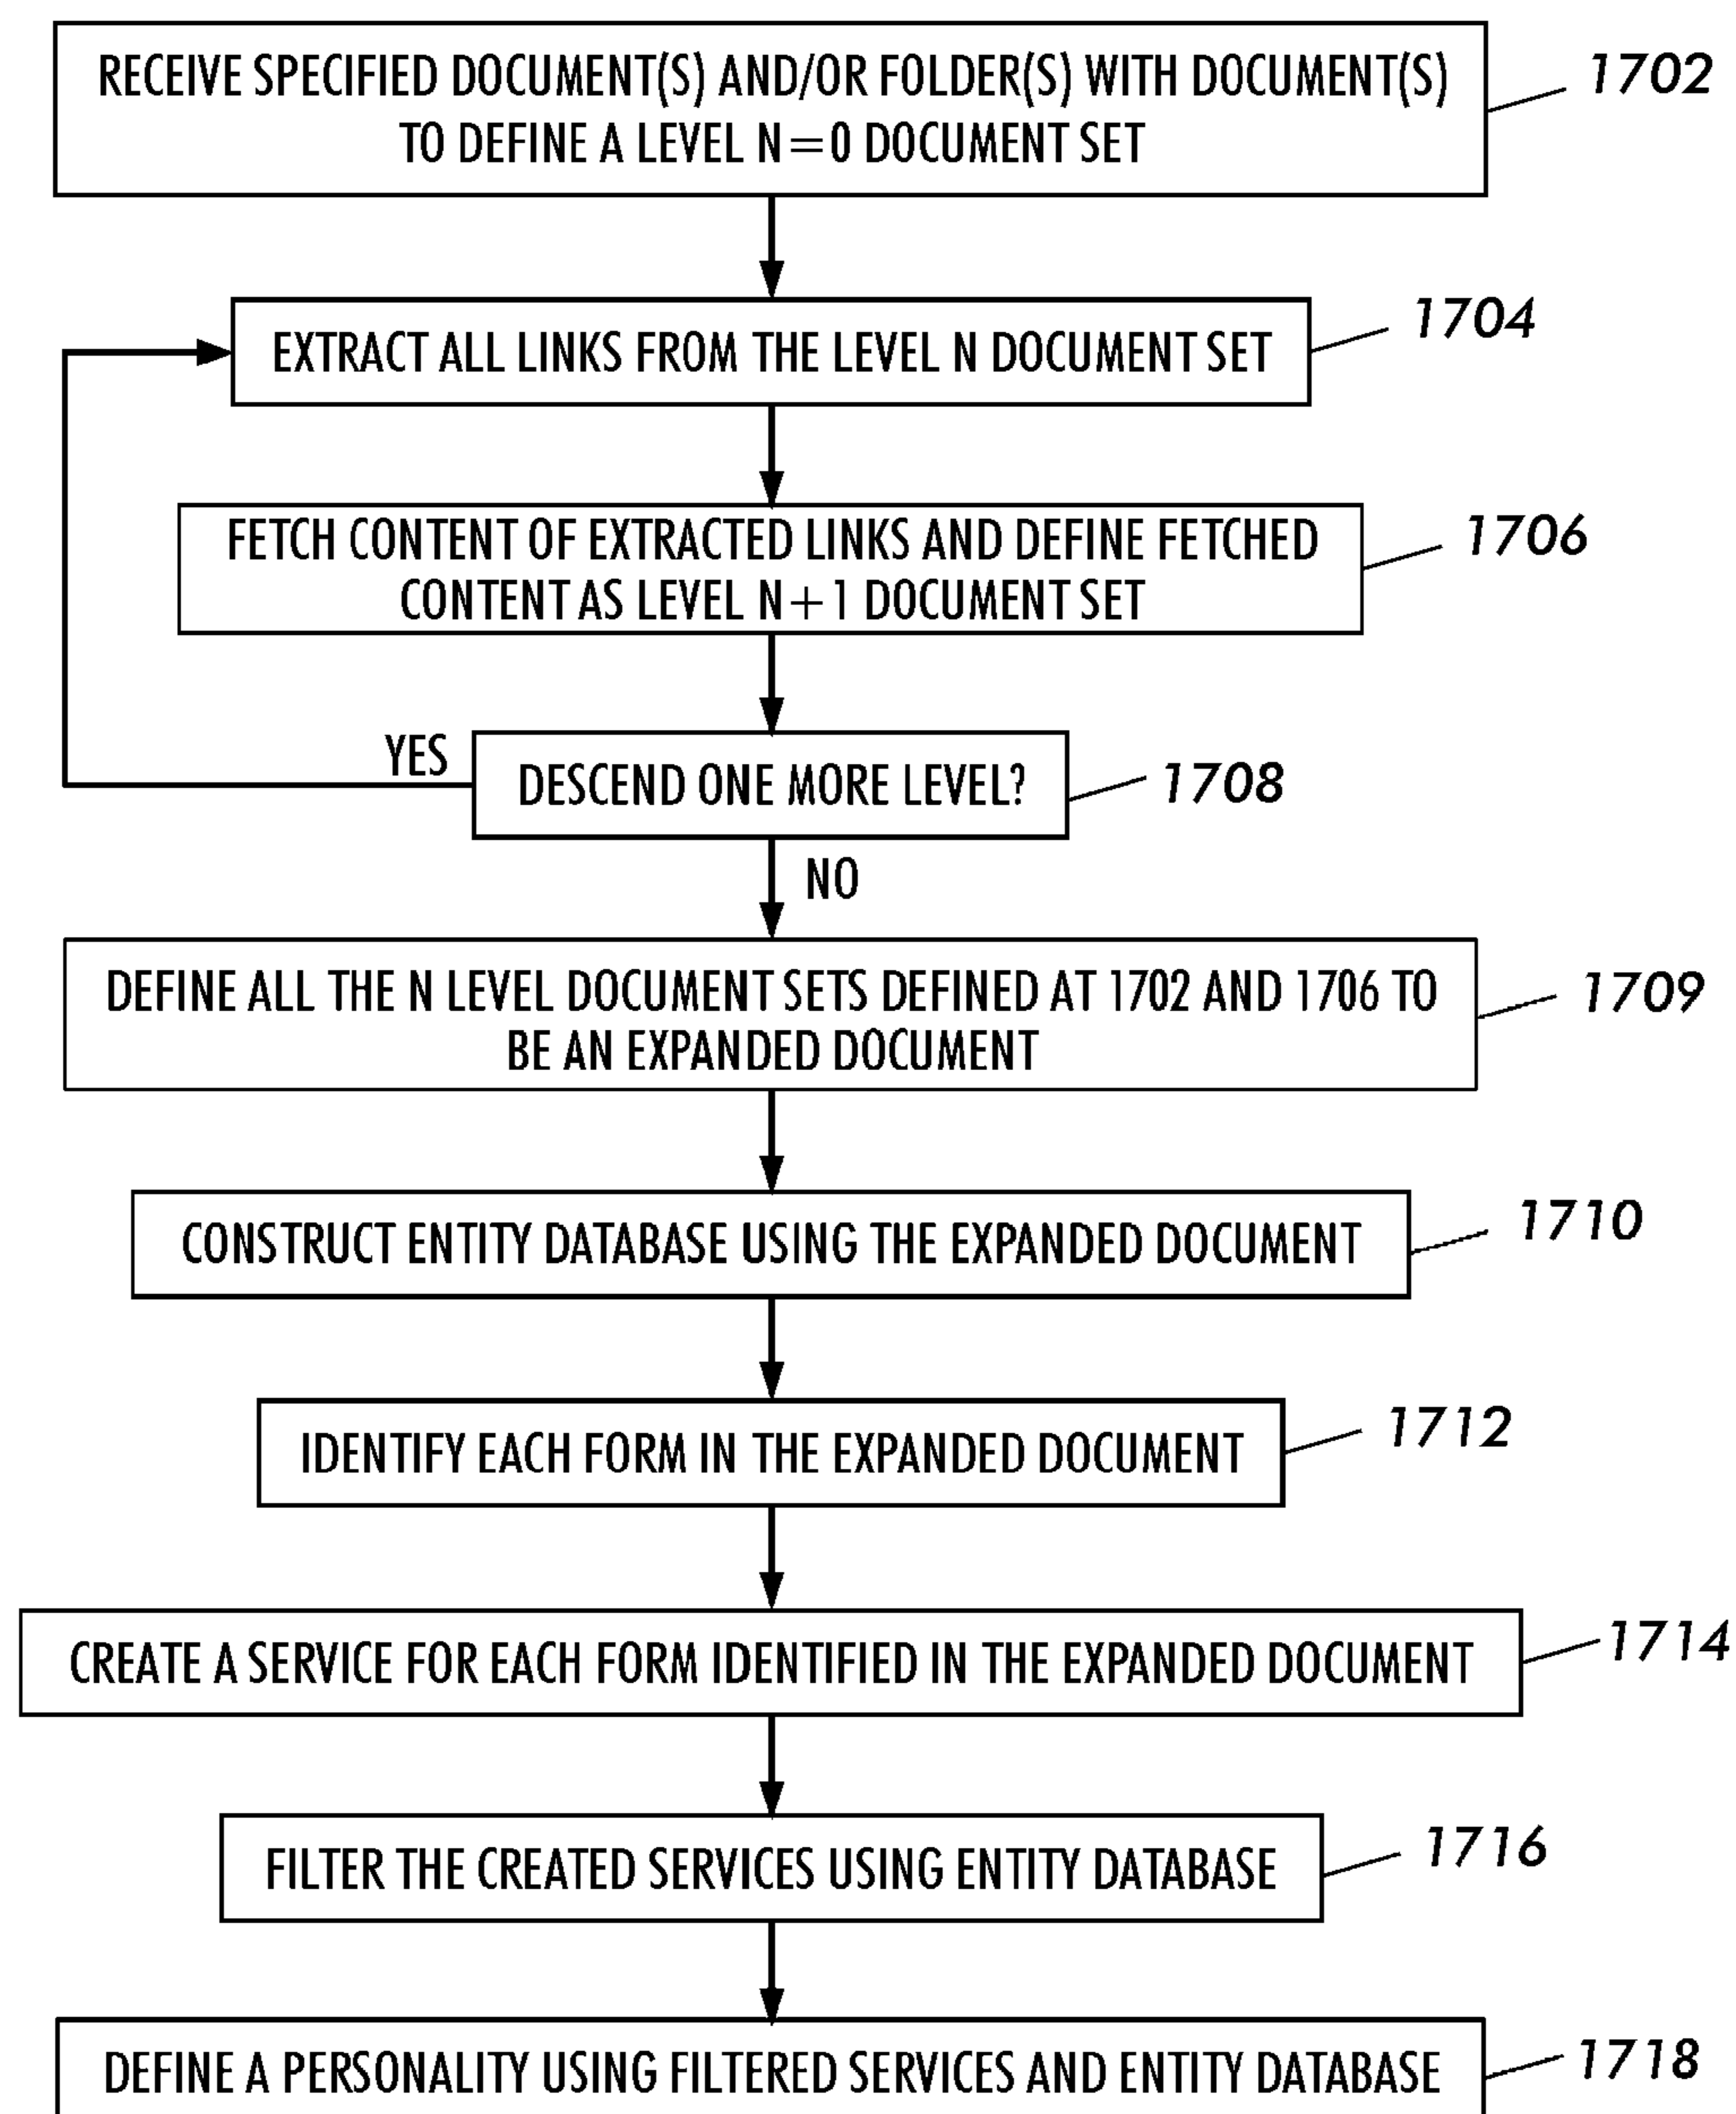 RECEIVE SPECIFIED DOCUMENT(S) AND/OR FOLDER(S) WITH DOCUMENT(S)
TO DEFINE A LEVEL N=0 DOCUMENT SET
1702
EXTRACT ALL LINKS FROM THE LEVEL N DOCUMENT SET
1704
FETCH CONTENT OF EXTRACTED LINKS AND DEFINE FETCHED
CONTENT AS LEVEL N+1 DOCUMENT SET
1706
YES
DESCEND ONE MORE LEVEL?
1708
NO
DEFINE ALL THE N LEVEL DOCUMENT SETS DEFINED AT 1702 AND 1706 TO
BE AN EXPANDED DOCUMENT
1709
CONSTRUCT ENTITY DATABASE USING THE EXPANDED DOCUMENT
1710
IDENTIFY EACH FORM IN THE EXPANDED DOCUMENT
1712
CREATE A SERVICE FOR EACH FORM IDENTIFIED IN THE EXPANDED DOCUMENT
1714
FILTER THE CREATED SERVICES USING ENTITY DATABASE
1716
DEFINE A PERSONALITY USING FILTERED SERVICES AND ENTITY DATABASE
1718